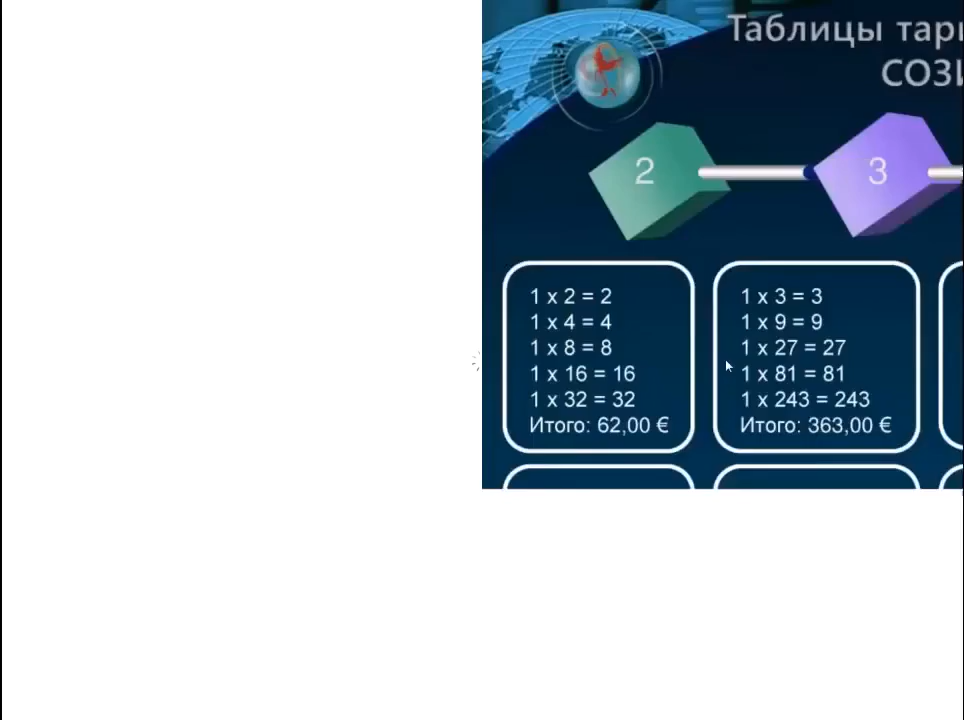 Таблицы
2
3
1 x 2 = 2
1 x 4 = 4
1 x 8 = 8
1 x 16 = 16
1 x 32 = 32
Итого: 62,00 €
1 x 3 = 3
1 x 9 = 9
1 x 27 = 27
1 x 81 = 81
1 x 243 = 243
Итого: 363,00 €